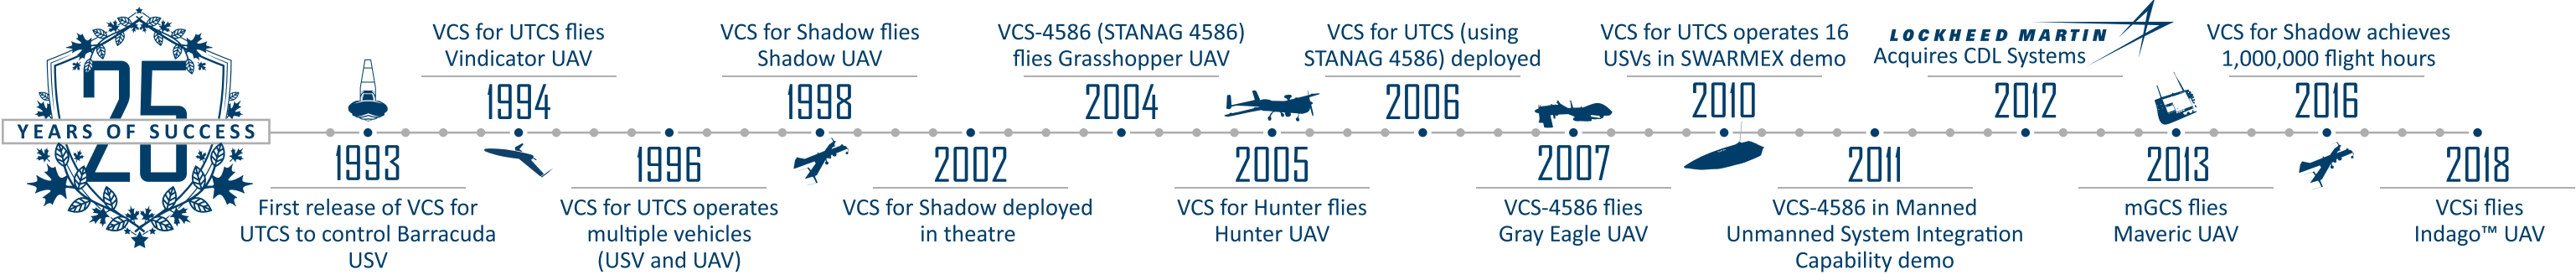 25
YEARS OF SUCCESS
1993
First release of VCS for
UTCS to control Barracuda
USV
VCS for UTCS flies
Vindicator UAV
1994
1996
VCS for UTCS operates
multiple vehicles
(USV and UAV)
VCS for Shadow flies
Shadow UAV
1998
2002
VCS for Shadow deployed
in theatre
VCS-4586 (STANAG 4586)
flies Grasshopper UAV
2004
2005
VCS for Hunter flies
Hunter UAV
VCS for UTCS (using
STANAG 4586) deployed
2006
2007
VCS-4586 flies
Gray Eagle UAV
VCS for UTCS operates 16
USVs in SWARMEX demo
2010
2011
VCS-4586 in Manned
Unmanned System Integration
Capability demo
LOCKHEED MARTIN
Acquires CDL Systems
2012
2013
mGCS flies
Maveric UAV
VCS for Shadow achieves
1,000,000 flight hours
2016
2018
VCSi flies
Indago™ UAV